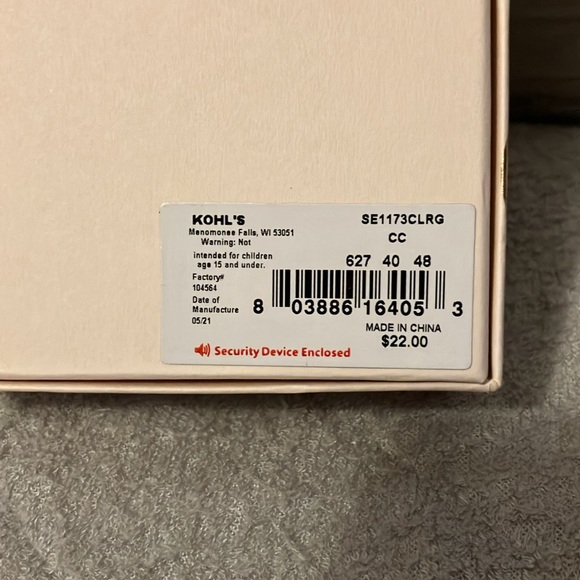 KOHL'S
Menomonee Falls, WI 53051
Warning: Not
intended for children
age 15 and under.
Factory#
104564
Date of
Manufacture
05/21
SE1173CLRG
CC
627 40 48
8 03886 16405 3
MADE IN CHINA
$22.00
Security Device Enclosed